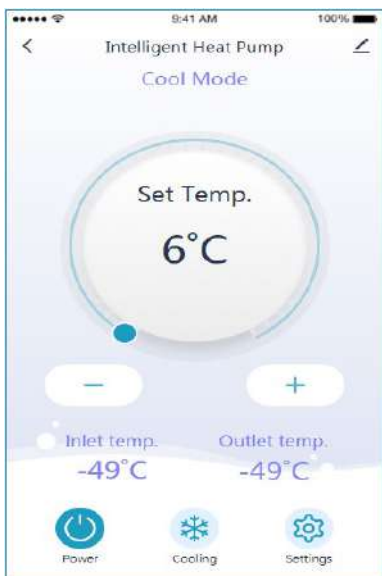 9:41 AM 100%
Intelligent Heat Pump
Cool Mode
Set Temp.
6°C
Inlet temp. Outlet temp.
-49°C -49°C
Power Cooling Settings